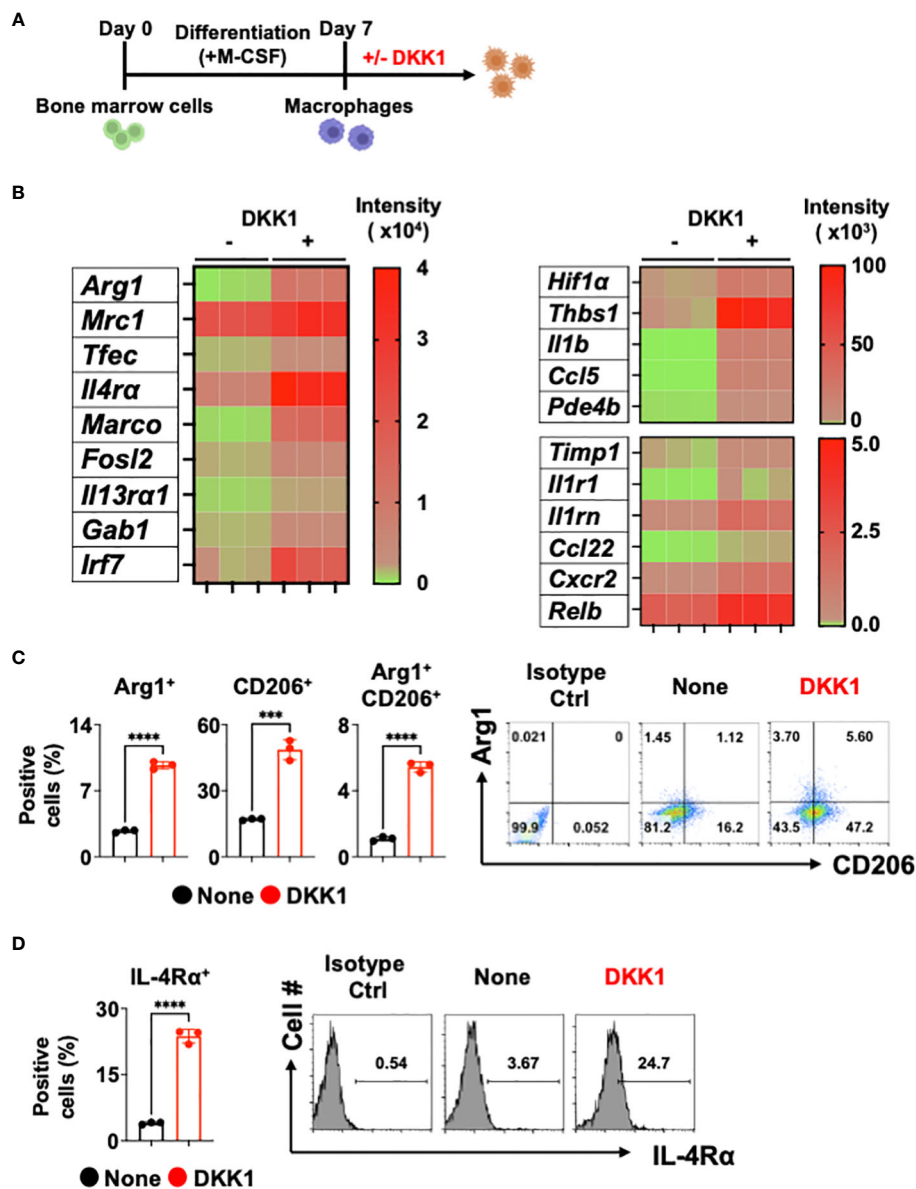 A
Day 0
Differentiation
(+M-CSF)
Day 7
+/- DKK1
Bone marrow cells
Macrophages
B
DKK1
- +
Intensity
( x10⁴)
Arg1
Mrc1
Tfec
Il4rα
Marco
Fosl2
Il13rα1
Gab1
Irf7
4
3
2
1
0
DKK1
- +
Intensity
( x10³)
Hif1α
Thbs1
Il1b
Ccl5
Pde4b
100
50
0
Timp1
Il1r1
Il1rn
Ccl22
Cxcr2
Relb
5.0
2.5
0.0
C
Positive
cells (%)
Arg1⁺
14
7
0
****
CD206⁺
60
30
0
***
Arg1⁺
CD206⁺
8
4
0
****
None DKK1
Isotype
Ctrl
None
DKK1
Arg1
0.021 0
99.9 0.052
1.45 1.12
81.2 16.2
3.70 5.60
43.5 47.2
CD206
D
IL-4Rα⁺
Positive
cells (%)
30
15
0
****
None DKK1
Isotype
Ctrl
None
DKK1
Cell #
0.54
3.67
24.7
IL-4Rα